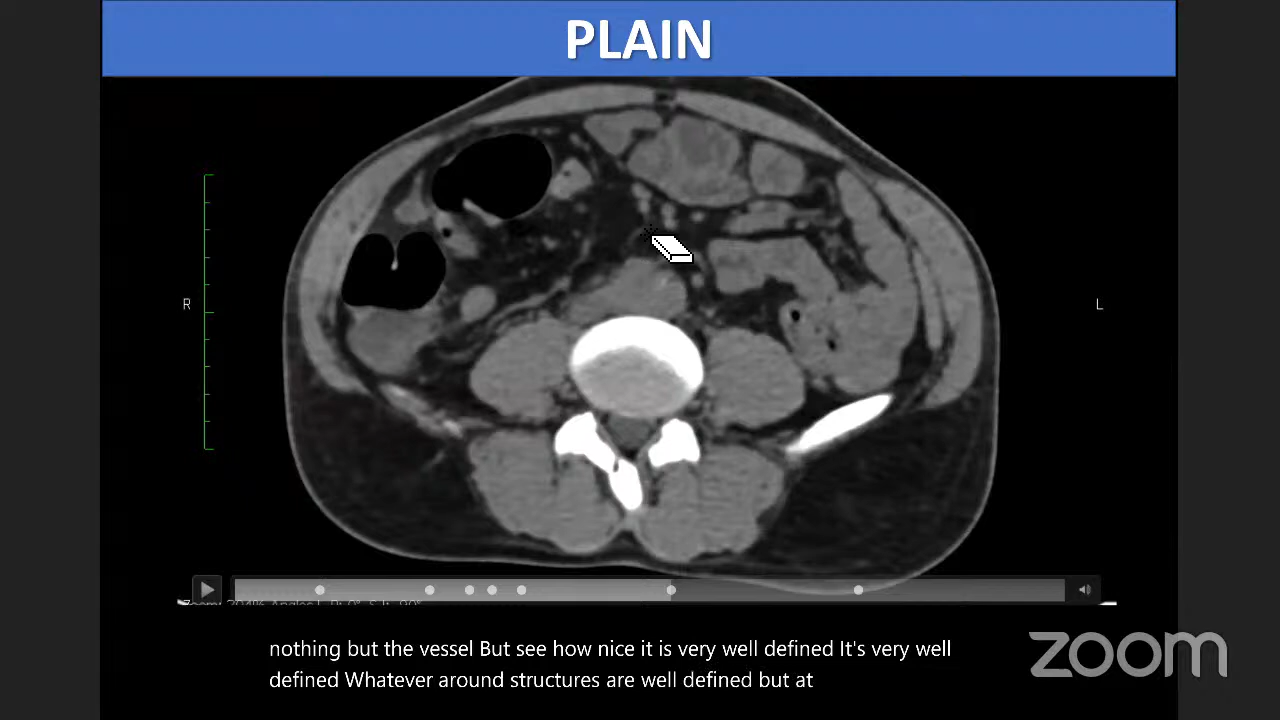 PLAIN
R
L
nothing but the vessel But see how nice it is very well defined It's very well
defined Whatever around structures are well defined but at
zoom